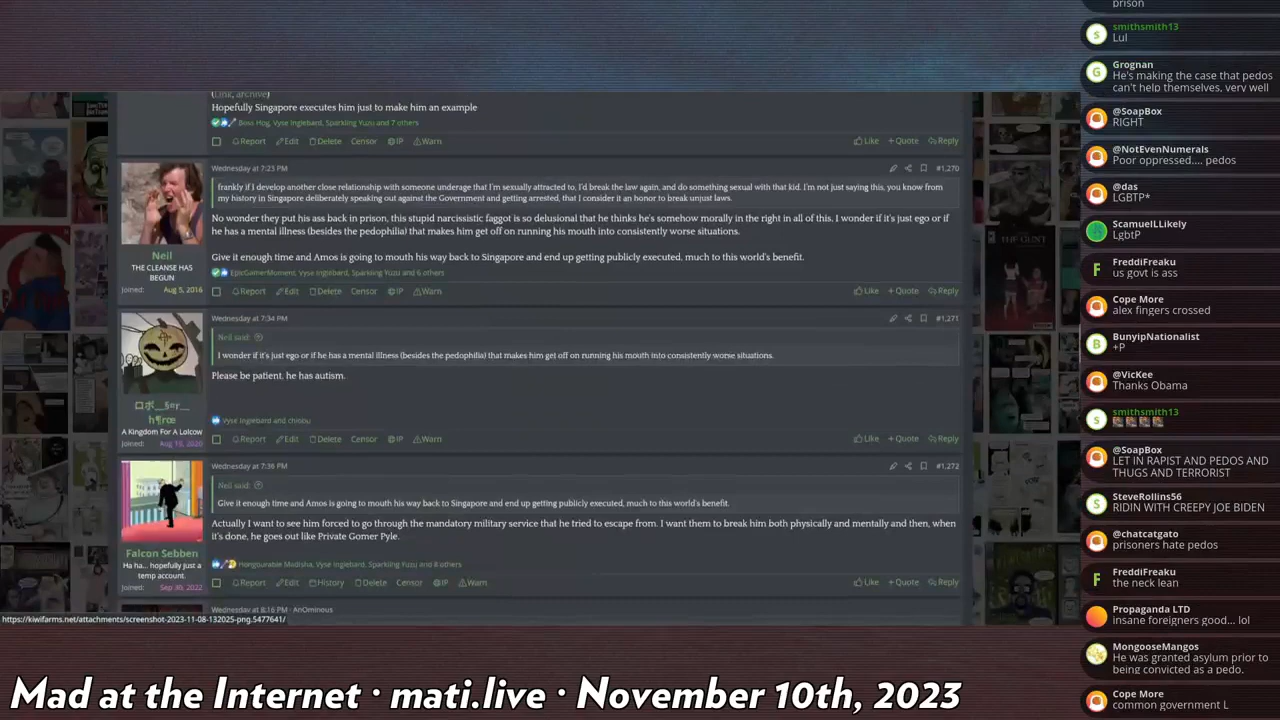 (Link, archive)
Hopefully Singapore executes him just to make him an example
Boss Hog, Vyse Inglebard, Sparkling Yuzu and 7 others
Report Edit Delete Censor IP Warn
Like + Quote Reply
Wednesday at 7:23 PM
#1,270
frankly if I develop another close relationship with someone underage that I'm sexually attracted to, I'd break the law again, and do something sexual with that kid. I'm not just saying this, you know from
my history in Singapore deliberately speaking out against the Government and getting arrested, that I consider it an honor to break unjust laws.
No wonder they put his ass back in prison, this stupid narcissistic faggot is so delusional that he thinks he's somehow morally in the right in all of this. I wonder if it's just ego or if
he has a mental illness (besides the pedophilia) that makes him get off on running his mouth into consistently worse situations.
Give it enough time and Amos is going to mouth his way back to Singapore and end up getting publicly executed, much to this world's benefit.
EpicGamerMoment, Vyse Inglebard, Sparkling Yuzu and 6 others
Neil
THE CLEANSE HAS
BEGUN
Joined: Aug 5, 2016
Report Edit Delete Censor IP Warn
Like + Quote Reply
Wednesday at 7:34 PM
#1,271
Neil said:
I wonder if it's just ego or if he has a mental illness (besides the pedophilia) that makes him get off on running his mouth into consistently worse situations.
Please be patient, he has autism.
A Kingdom For A Lolcow
Report Edit Delete Censor IP Warn
Like + Quote Reply
Wednesday at 7:36 PM
#1,272
Neil said:
Give it enough time and Amos is going to mouth his way back to Singapore and end up getting publicly executed, much to this world's benefit.
Actually I want to see him forced to go through the mandatory military service that he tried to escape from. I want them to break him both physically and mentally and then, when
it's done, he goes out like Private Gomer Pyle.
Vyse Inglebard, Sparkling Yuzu and 8 others
Falcon Sebben
Ha ha... hopefully just a
temp account.
Joined: Sep 30, 2022
Report Edit History Delete Censor IP Warn
Like + Quote Reply
Wednesday at 8:16 PM · AnOminous
https://kiwifarms.net/attachments/screenshot-2023-11-08-132025-png.5477641/
Mad at the Internet · mati.live · November 10th, 2023
prison
smithsmith13
Lul
Grognan
He's making the case that pedos
can't help themselves, very well
@SoapBox
RIGHT
@NotEvenNumerals
Poor oppressed.... pedos
@das
LGBTP*
ScamuelLLikely
LgbtP
FreddiFreaku
us govt is ass
Cope More
alex fingers crossed
BunyipNationalist
+P
@VicKee
Thanks Obama
smithsmith13
@SoapBox
LET IN RAPIST AND PEDOS AND
THUGS AND TERRORIST
SteveRollins56
RIDIN WITH CREEPY JOE BIDEN
@chatcatgato
prisoners hate pedos
FreddiFreaku
the neck lean
Propaganda LTD
insane foreigners good... lol
MongooseMangos
He was granted asylum prior to
being convicted as a pedo.
Cope More
common government L